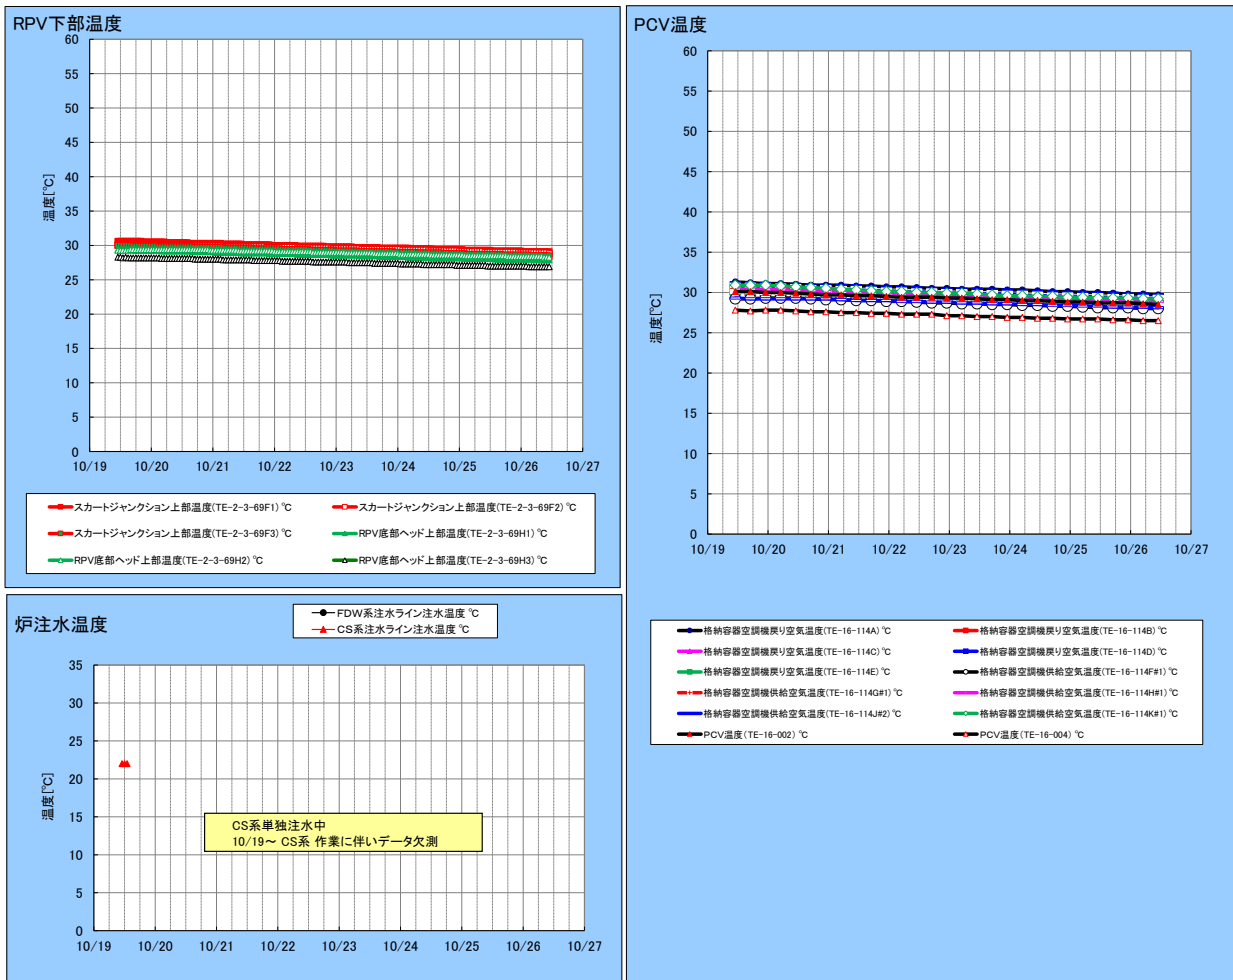 RPV下部温度
60
55
50
45
40
35
30
25
20
15
10
5
0
温度[℃]
10/19 10/20 10/21 10/22 10/23 10/24 10/25 10/26 10/27
スカートジャンクション上部温度(TE-2-3-69F1) ℃
スカートジャンクション上部温度(TE-2-3-69F2) ℃
スカートジャンクション上部温度(TE-2-3-69F3) ℃
RPV底部ヘッド上部温度(TE-2-3-69H1) ℃
RPV底部ヘッド上部温度(TE-2-3-69H2) ℃
RPV底部ヘッド上部温度(TE-2-3-69H3) ℃
炉注水温度
FDW系注水ライン注水温度 ℃
CS系注水ライン注水温度 ℃
35
30
25
20
15
10
5
0
温度[℃]
CS系単独注水中
10/19～ CS系 作業に伴いデータ欠測
10/19 10/20 10/21 10/22 10/23 10/24 10/25 10/26 10/27
PCV温度
60
55
50
45
40
35
30
25
20
15
10
5
0
温度[℃]
10/19 10/20 10/21 10/22 10/23 10/24 10/25 10/26 10/27
格納容器空調機戻り空気温度(TE-16-114A) ℃
格納容器空調機戻り空気温度(TE-16-114B) ℃
格納容器空調機戻り空気温度(TE-16-114C) ℃
格納容器空調機戻り空気温度(TE-16-114D) ℃
格納容器空調機戻り空気温度(TE-16-114E) ℃
格納容器空調機供給空気温度(TE-16-114F#1) ℃
格納容器空調機供給空気温度(TE-16-114G#1) ℃
格納容器空調機供給空気温度(TE-16-114H#1) ℃
格納容器空調機供給空気温度(TE-16-114J#2) ℃
格納容器空調機供給空気温度(TE-16-114K#1) ℃
PCV温度(TE-16-002) ℃
PCV温度(TE-16-004) ℃